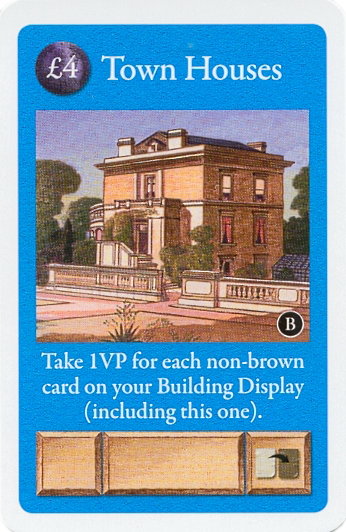 £4 Town Houses
B
Take 1VP for each non-brown
card on your Building Display
(including this one).